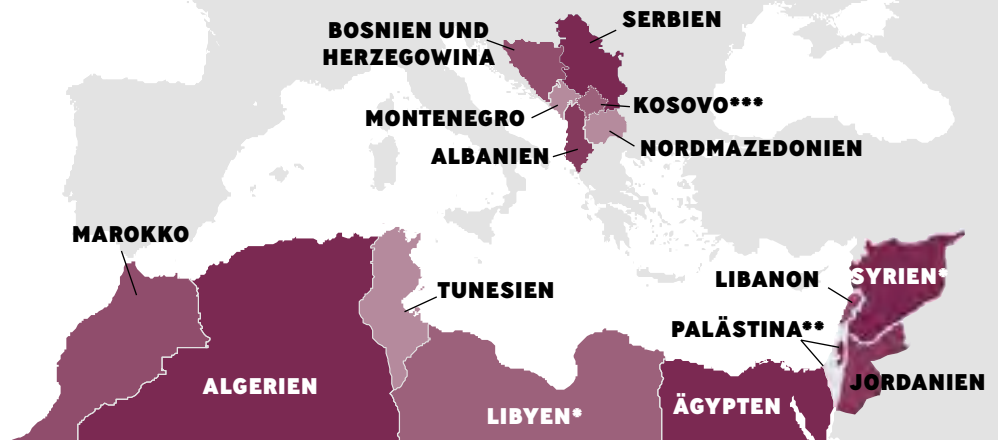 BOSNIEN UND
HERZEGOWINA
SERBIEN
MONTENEGRO
KOSOVO***
ALBANIEN
NORDMAZEDONIEN
MAROKKO
TUNESIEN
LIBANON
SYRIEN*
PALÄSTINA**
ALGERIEN
LIBYEN*
ÄGYPTEN
JORDANIEN